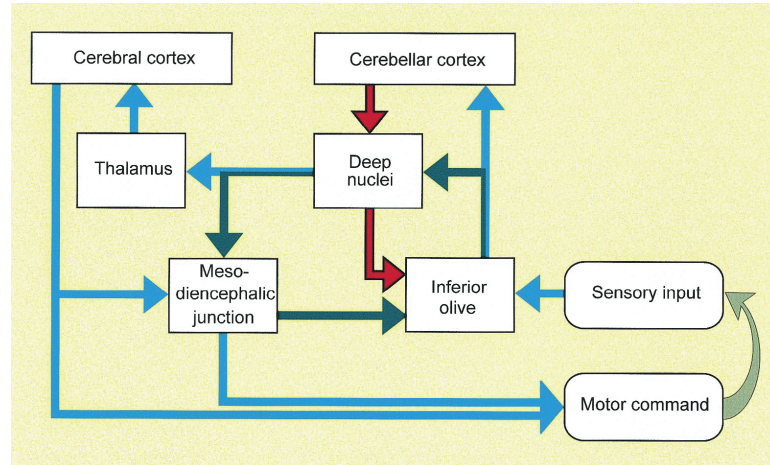 Cerebral cortex
Cerebellar cortex
Thalamus
Deep
nuclei
Meso-
diencephalic
junction
Inferior
olive
Sensory input
Motor command